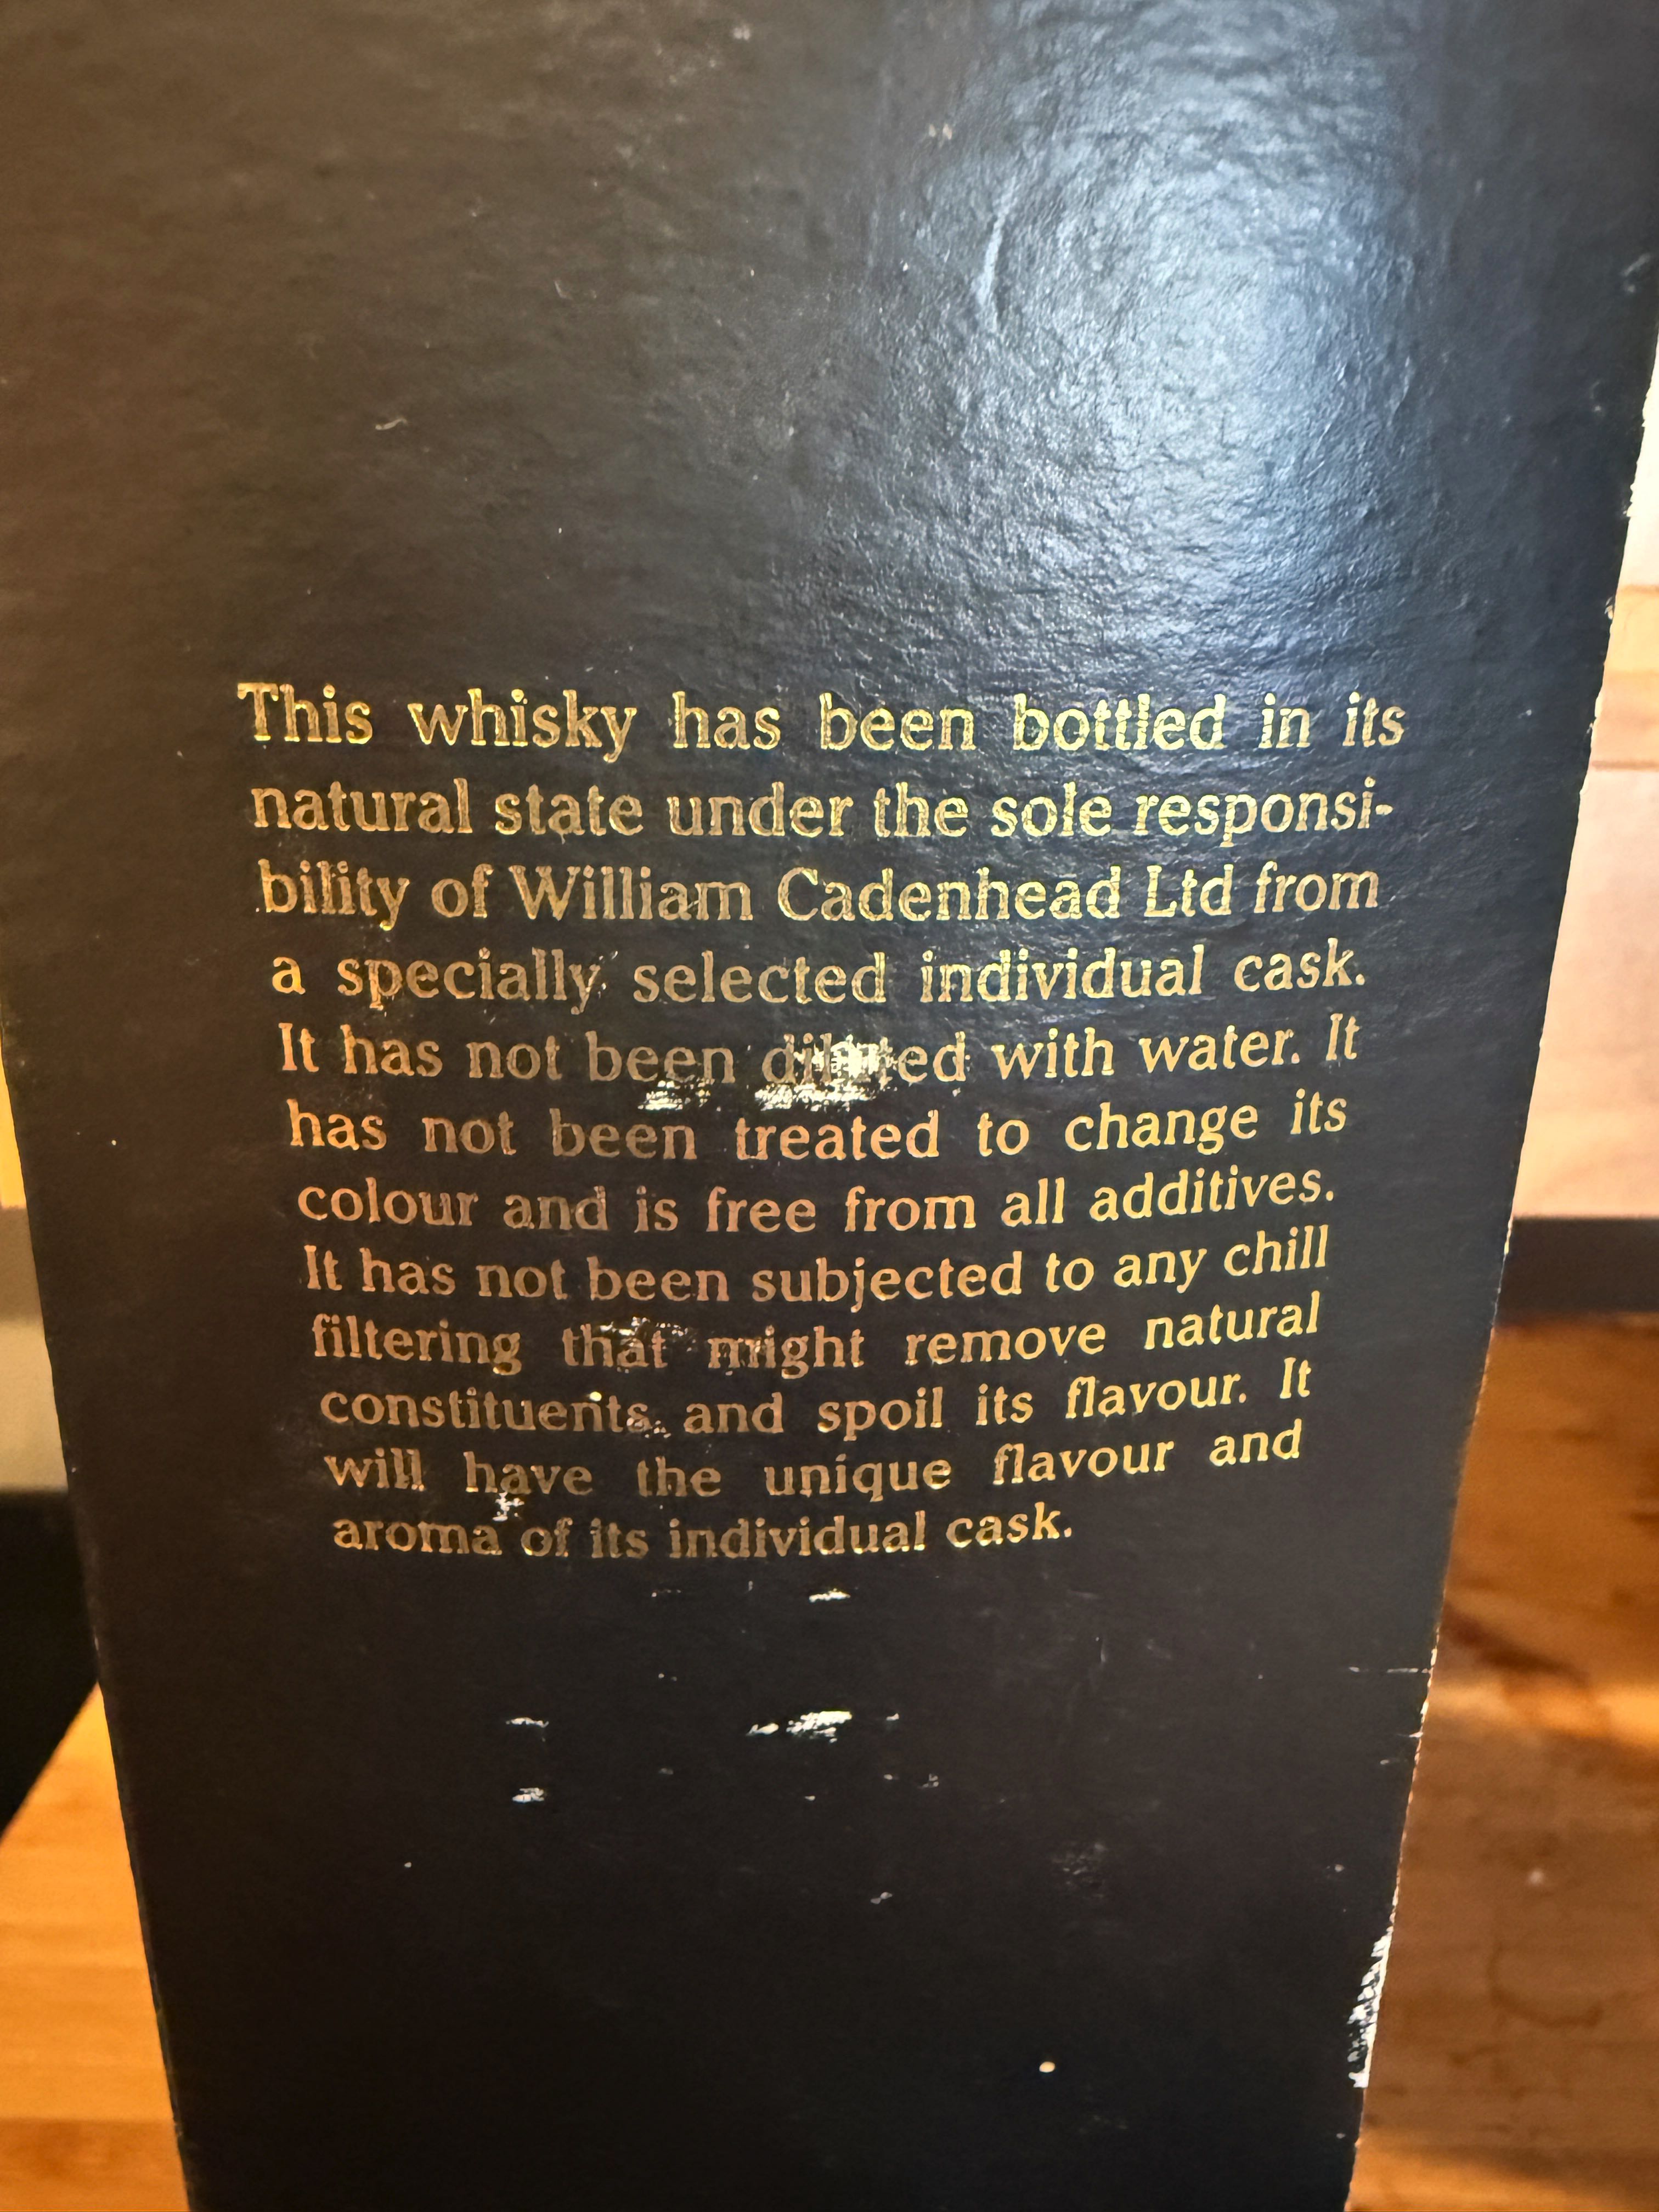 This whisky has been bottled in its
natural state under the sole responsi-
bility of William Cadenhead Ltd from
a specially selected individual cask.
It has not been diluted with water. It
has not been treated to change its
colour and is free from all additives.
It has not been subjected to any chill
filtering that might remove natural
constituents and spoil its flavour. It
will have the unique flavour and
aroma of its individual cask.